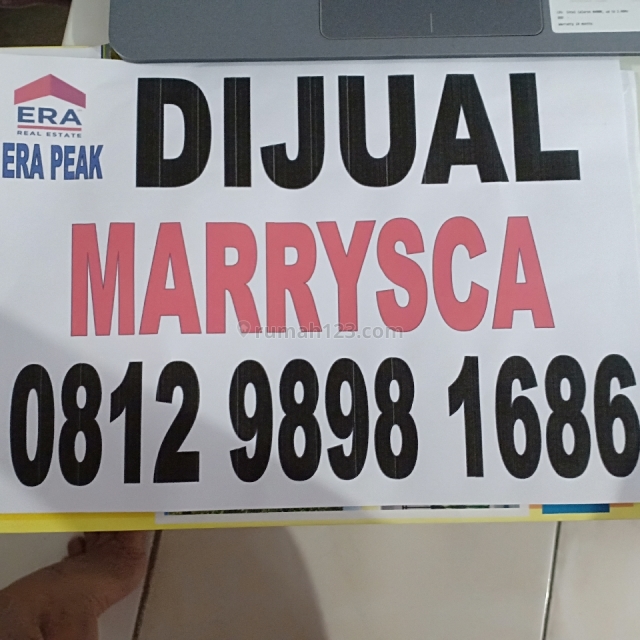 ERA
REAL ESTATE
ERA PEAK
DIJUAL
MARRYSCA
rumah123.com
0812 9898 1686